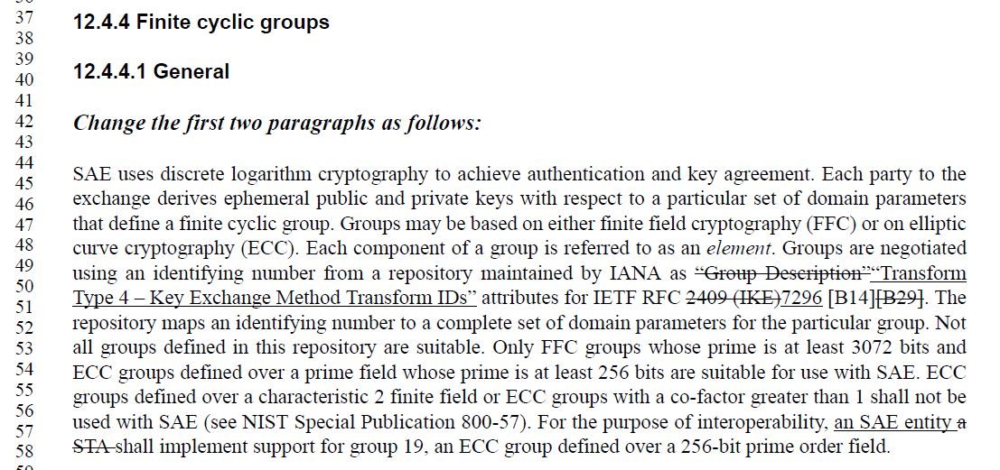 37
38
39
40
41
42
43
44
45
46
47
48
49
50
51
52
53
54
55
56
57
58
12.4.4 Finite cyclic groups
12.4.4.1 General
Change the first two paragraphs as follows:
SAE uses discrete logarithm cryptography to achieve authentication and key agreement. Each party to the
exchange derives ephemeral public and private keys with respect to a particular set of domain parameters
that define a finite cyclic group. Groups may be based on either finite field cryptography (FFC) or on elliptic
curve cryptography (ECC). Each component of a group is referred to as an element. Groups are negotiated
using an identifying number from a repository maintained by IANA as “Group Description”“Transform
Type 4 – Key Exchange Method Transform IDs” attributes for IETF RFC 2409 (IKE)7296 [B14][B29]. The
repository maps an identifying number to a complete set of domain parameters for the particular group. Not
all groups defined in this repository are suitable. Only FFC groups whose prime is at least 3072 bits and
ECC groups defined over a prime field whose prime is at least 256 bits are suitable for use with SAE. ECC
groups defined over a characteristic 2 finite field or ECC groups with a co-factor greater than 1 shall not be
used with SAE (see NIST Special Publication 800-57). For the purpose of interoperability, an SAE entity a
STA shall implement support for group 19, an ECC group defined over a 256-bit prime order field.